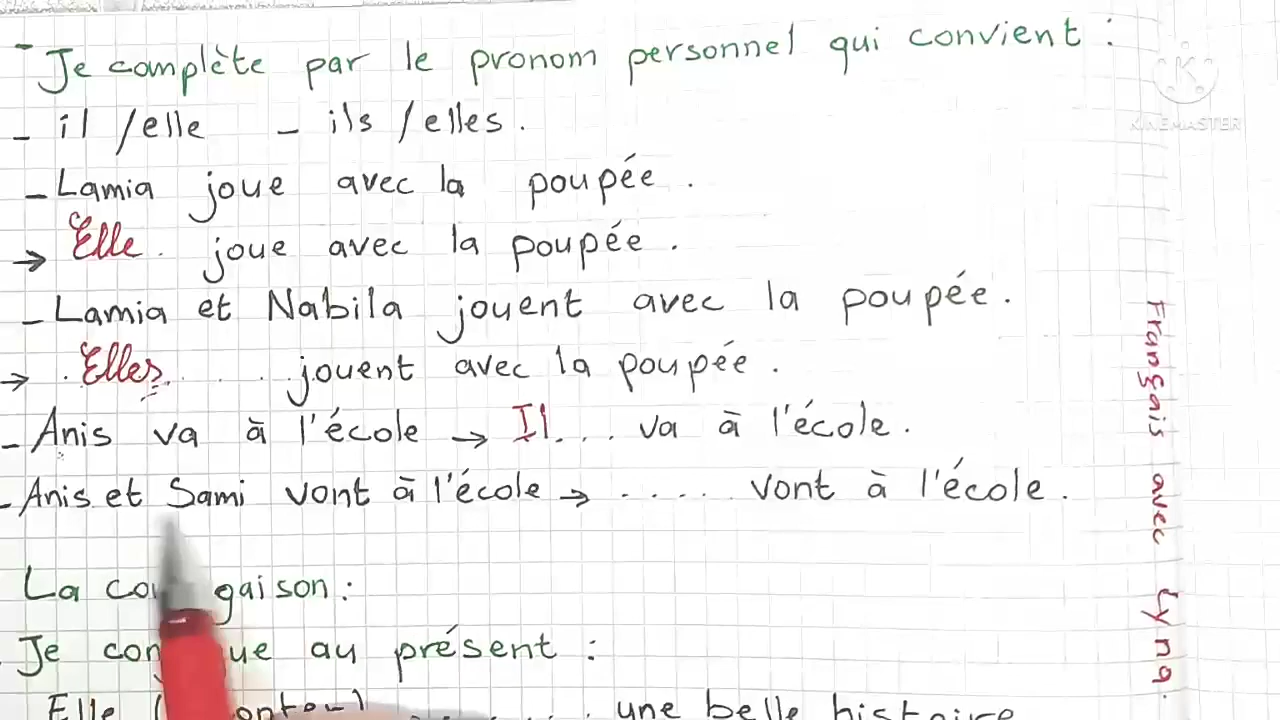 - Je complète par le pronom personnel qui convient :
- il /elle - ils /elles.
- Lamia joue avec la poupée.
→ Elle. joue avec la poupée.
- Lamia et Nabila jouent avec la poupée.
→ . Elles. . . . jouent avec la poupée.
- Anis va à l'école → Il... va à l'école.
- Anis et Sami vont à l'école → ..... vont à l'école.
La gaison :
Je au présent :
Elle ( ........ une belle histoire
KINEMASTER
Français avec Lyna.